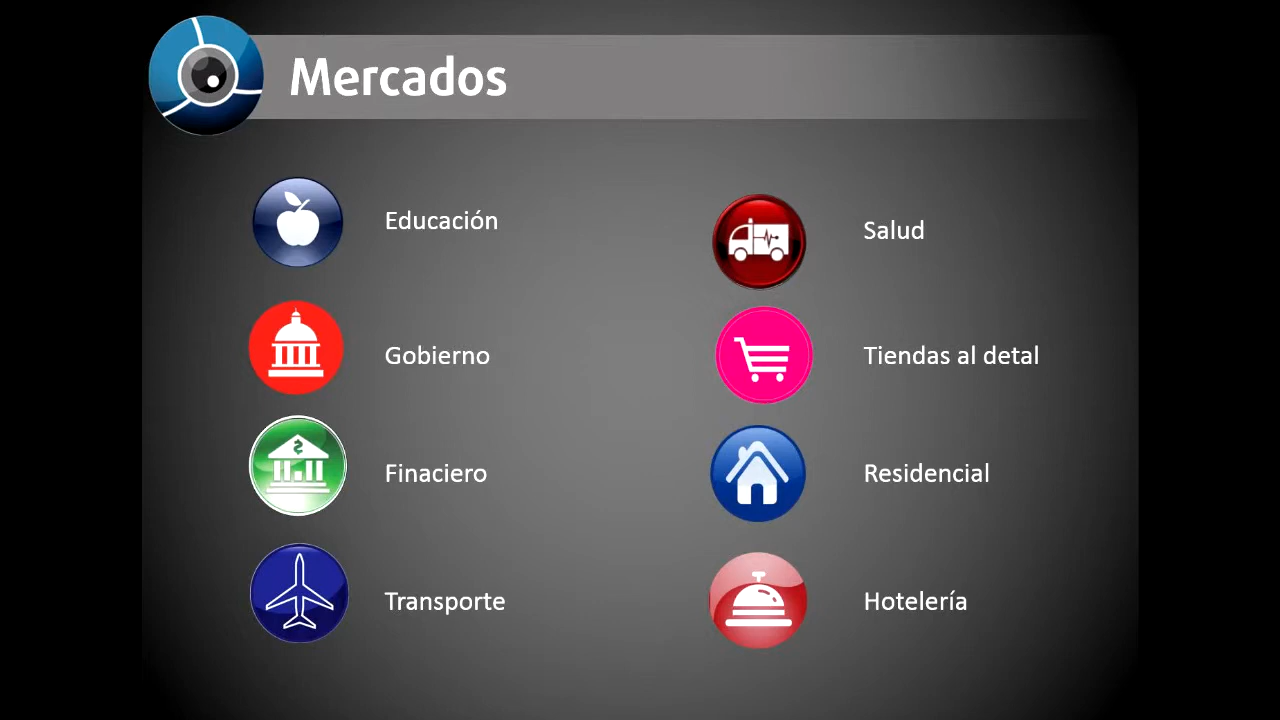 Mercados
Educación
Gobierno
Finaciero
Transporte
Salud
Tiendas al detal
Residencial
Hotelería